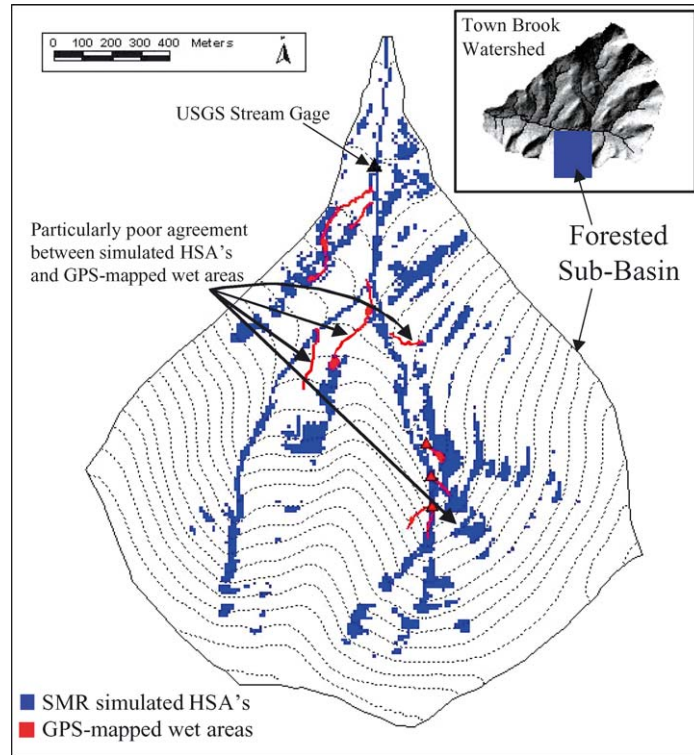 0 100 200 300 400 Meters
Town Brook
Watershed
USGS Stream Gage
Particularly poor agreement
between simulated HSA's
and GPS-mapped wet areas
Forested
Sub-Basin
SMR simulated HSA's
GPS-mapped wet areas